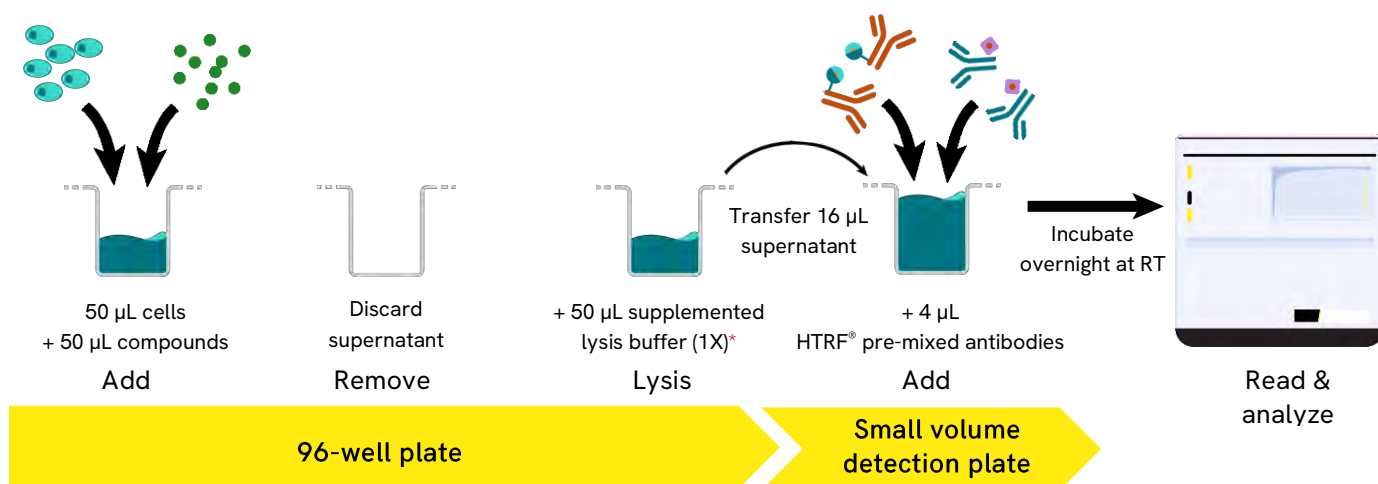 50 µL cells
+ 50 µL compounds
Add
Discard
supernatant
Remove
+ 50 µL supplemented
lysis buffer (1X)*
Lysis
Transfer 16 µL
supernatant
+ 4 µL
HTRF® pre-mixed antibodies
Add
Incubate
overnight at RT
Read &
analyze
96-well plate
Small volume
detection plate